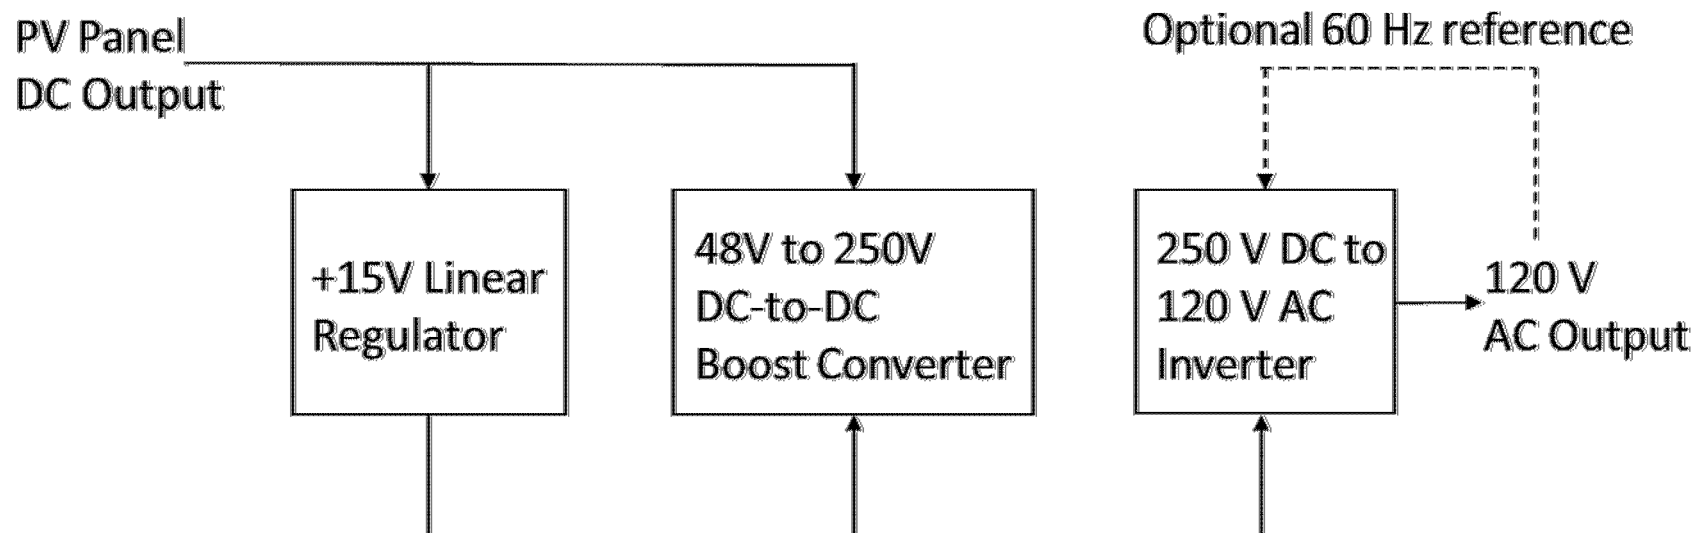 PV Panel
DC Output
Optional 60 Hz reference
+15V Linear
Regulator
48V to 250V
DC-to-DC
Boost Converter
250 V DC to
120 V AC
Inverter
120 V
AC Output